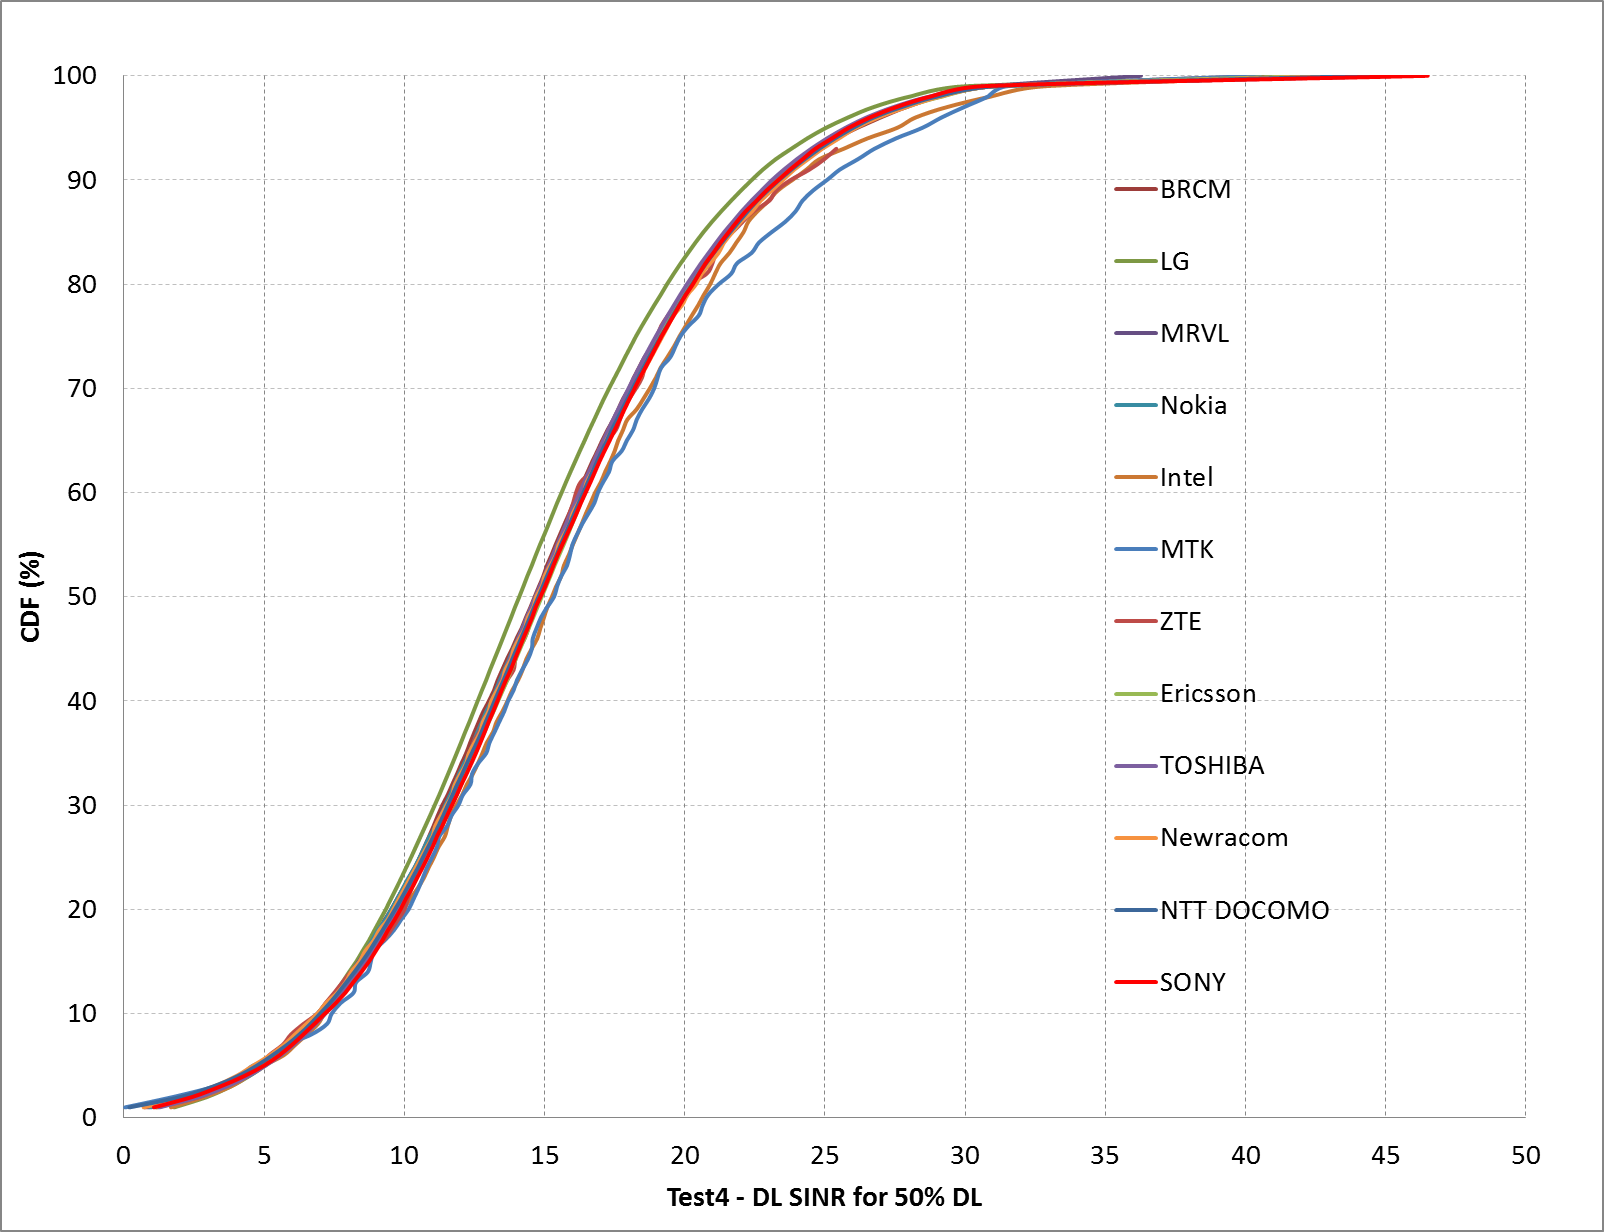 100
90
80
70
60
50
40
30
20
10
0
CDF (%)
BRCM
LG
MRVL
Nokia
Intel
MTK
ZTE
Ericsson
TOSHIBA
Newracom
NTT DOCOMO
SONY
0 5 10 15 20 25 30 35 40 45 50
Test4 - DL SINR for 50% DL